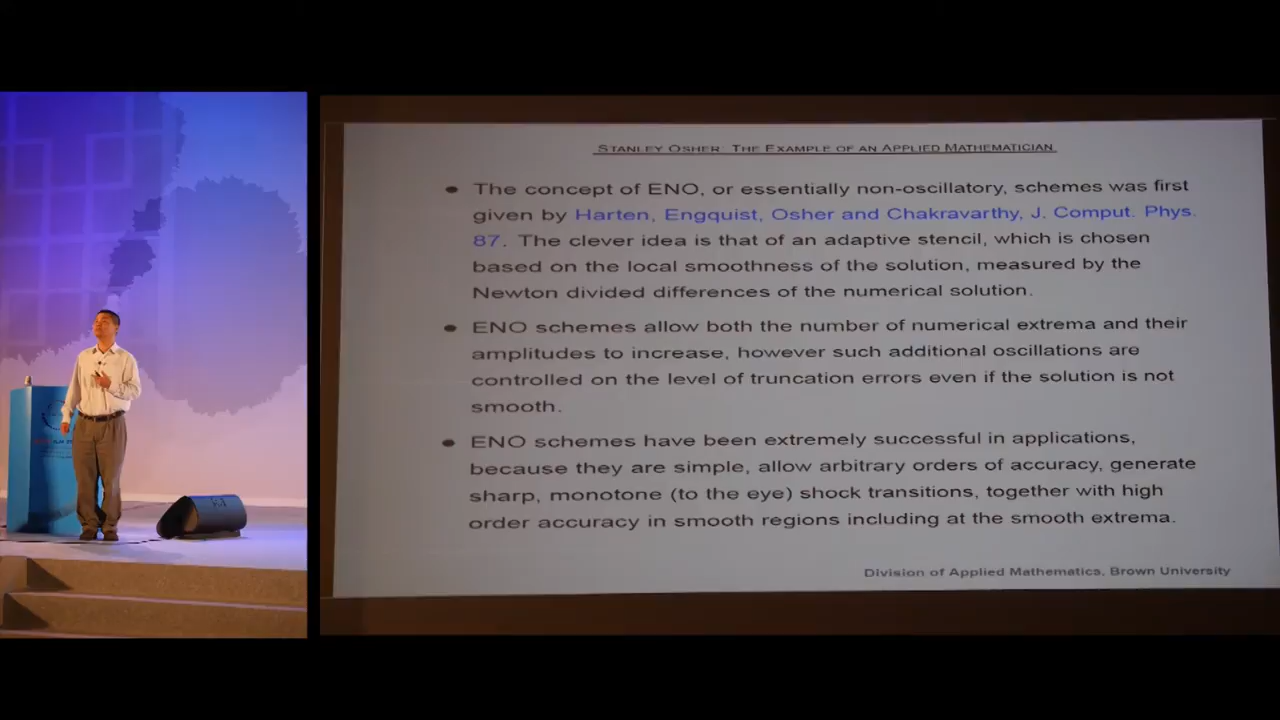 STANLEY OSHER: THE EXAMPLE OF AN APPLIED MATHEMATICIAN
• The concept of ENO, or essentially non-oscillatory, schemes was first
given by Harten, Engquist, Osher and Chakravarthy, J. Comput. Phys.
87. The clever idea is that of an adaptive stencil, which is chosen
based on the local smoothness of the solution, measured by the
Newton divided differences of the numerical solution.
• ENO schemes allow both the number of numerical extrema and their
amplitudes to increase, however such additional oscillations are
controlled on the level of truncation errors even if the solution is not
smooth.
• ENO schemes have been extremely successful in applications,
because they are simple, allow arbitrary orders of accuracy, generate
sharp, monotone (to the eye) shock transitions, together with high
order accuracy in smooth regions including at the smooth extrema.
Division of Applied Mathematics, Brown University